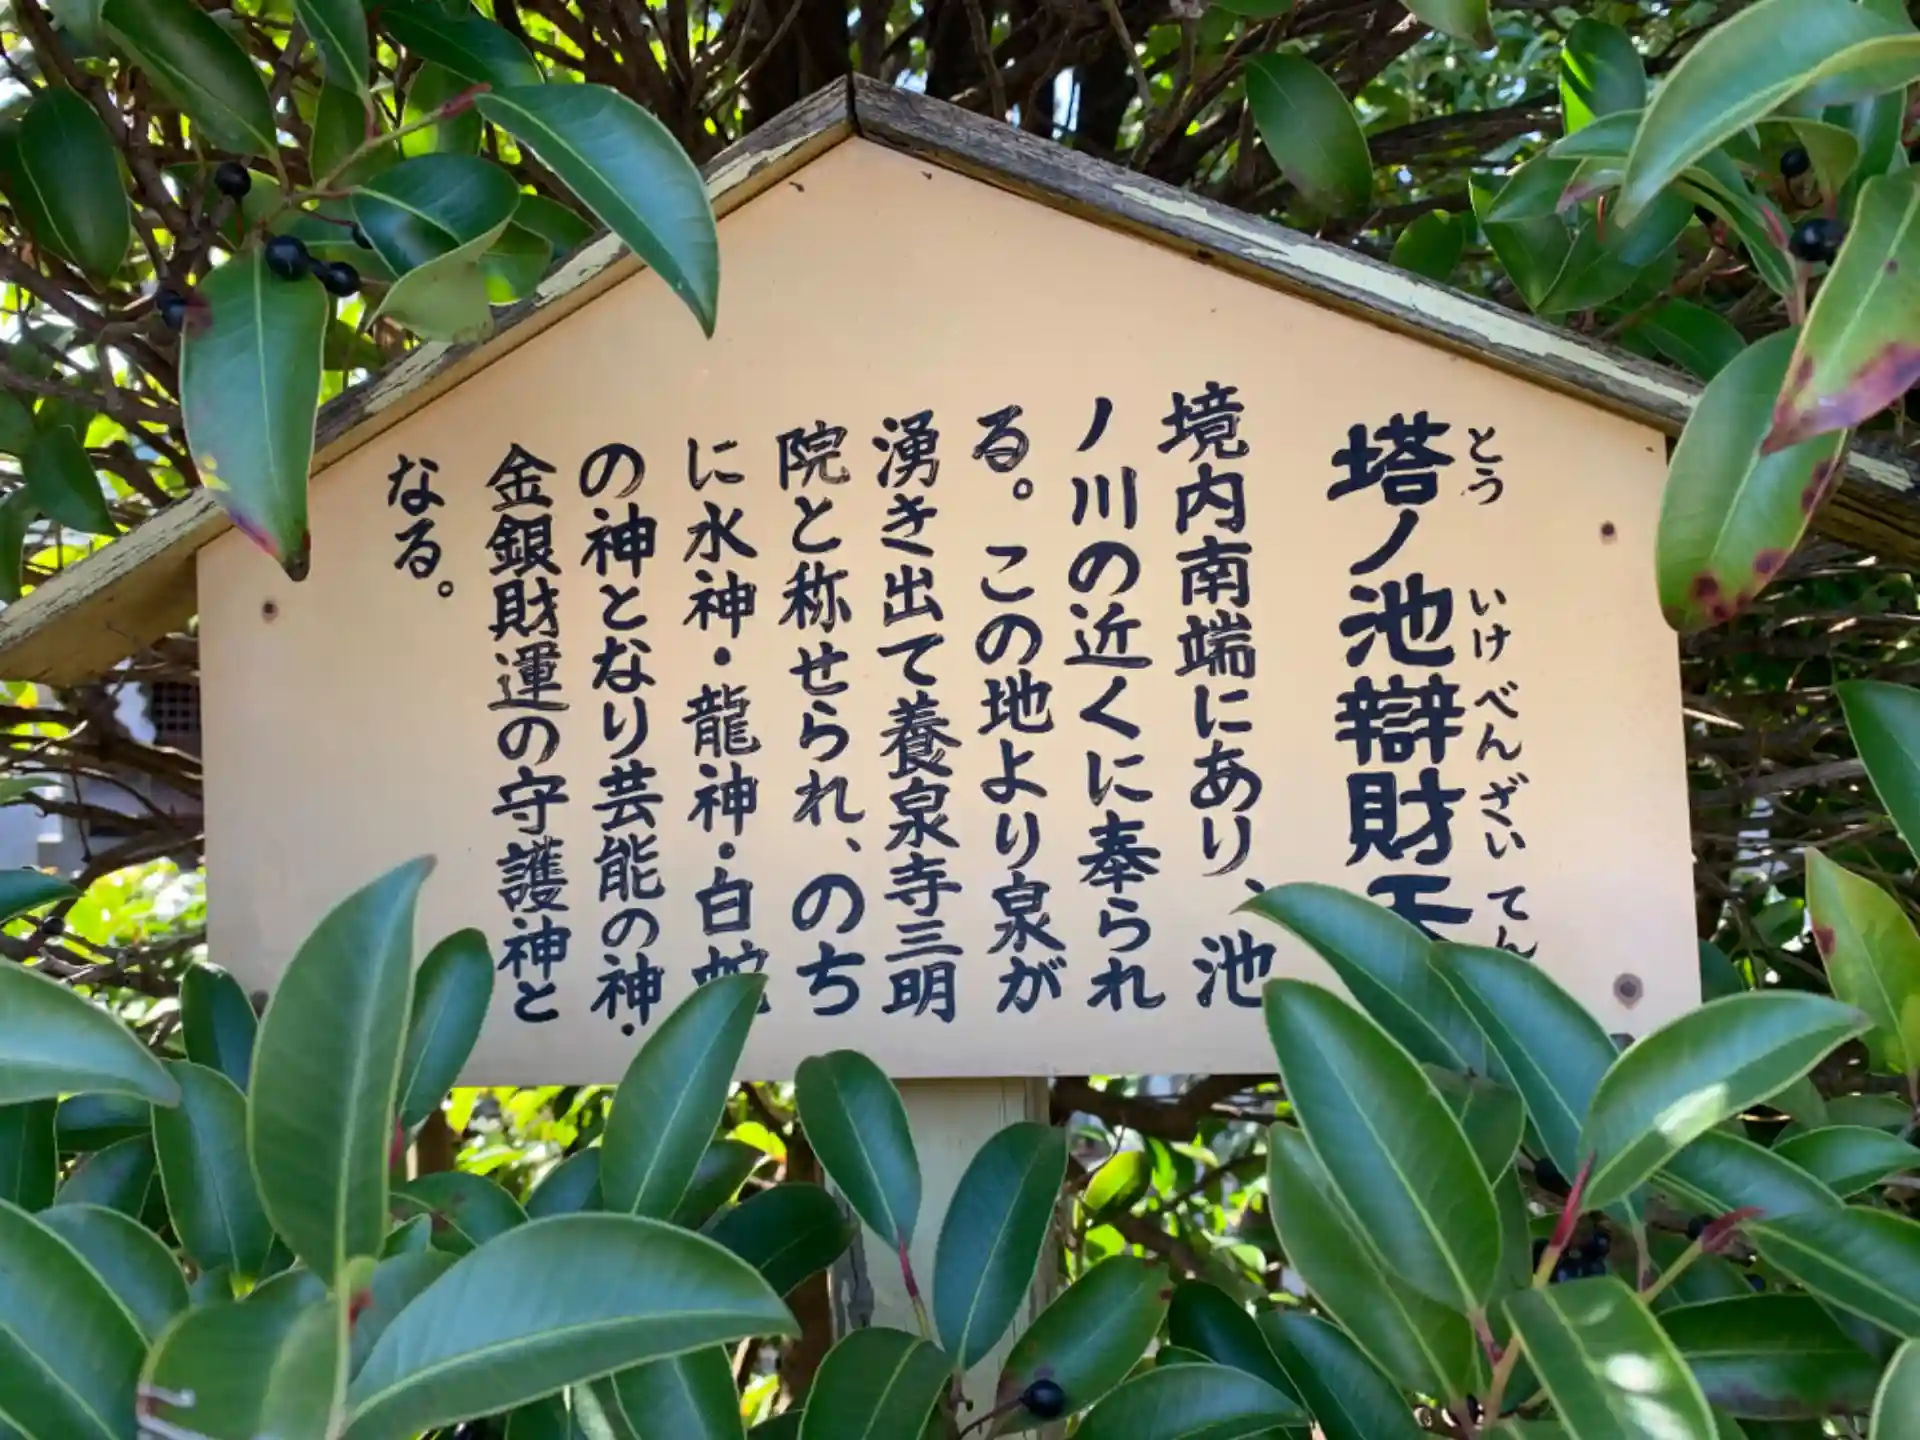 塔ノ池辯財天
とう いけ べんざいてん
境内南端にあり、池
ノ川の近くに奉られ
る。この地より泉が
湧き出て養泉寺三明
院と称せられ、のち
に水神・龍神・白蛇
の神となり芸能の神・
金銀財運の守護神と
なる。